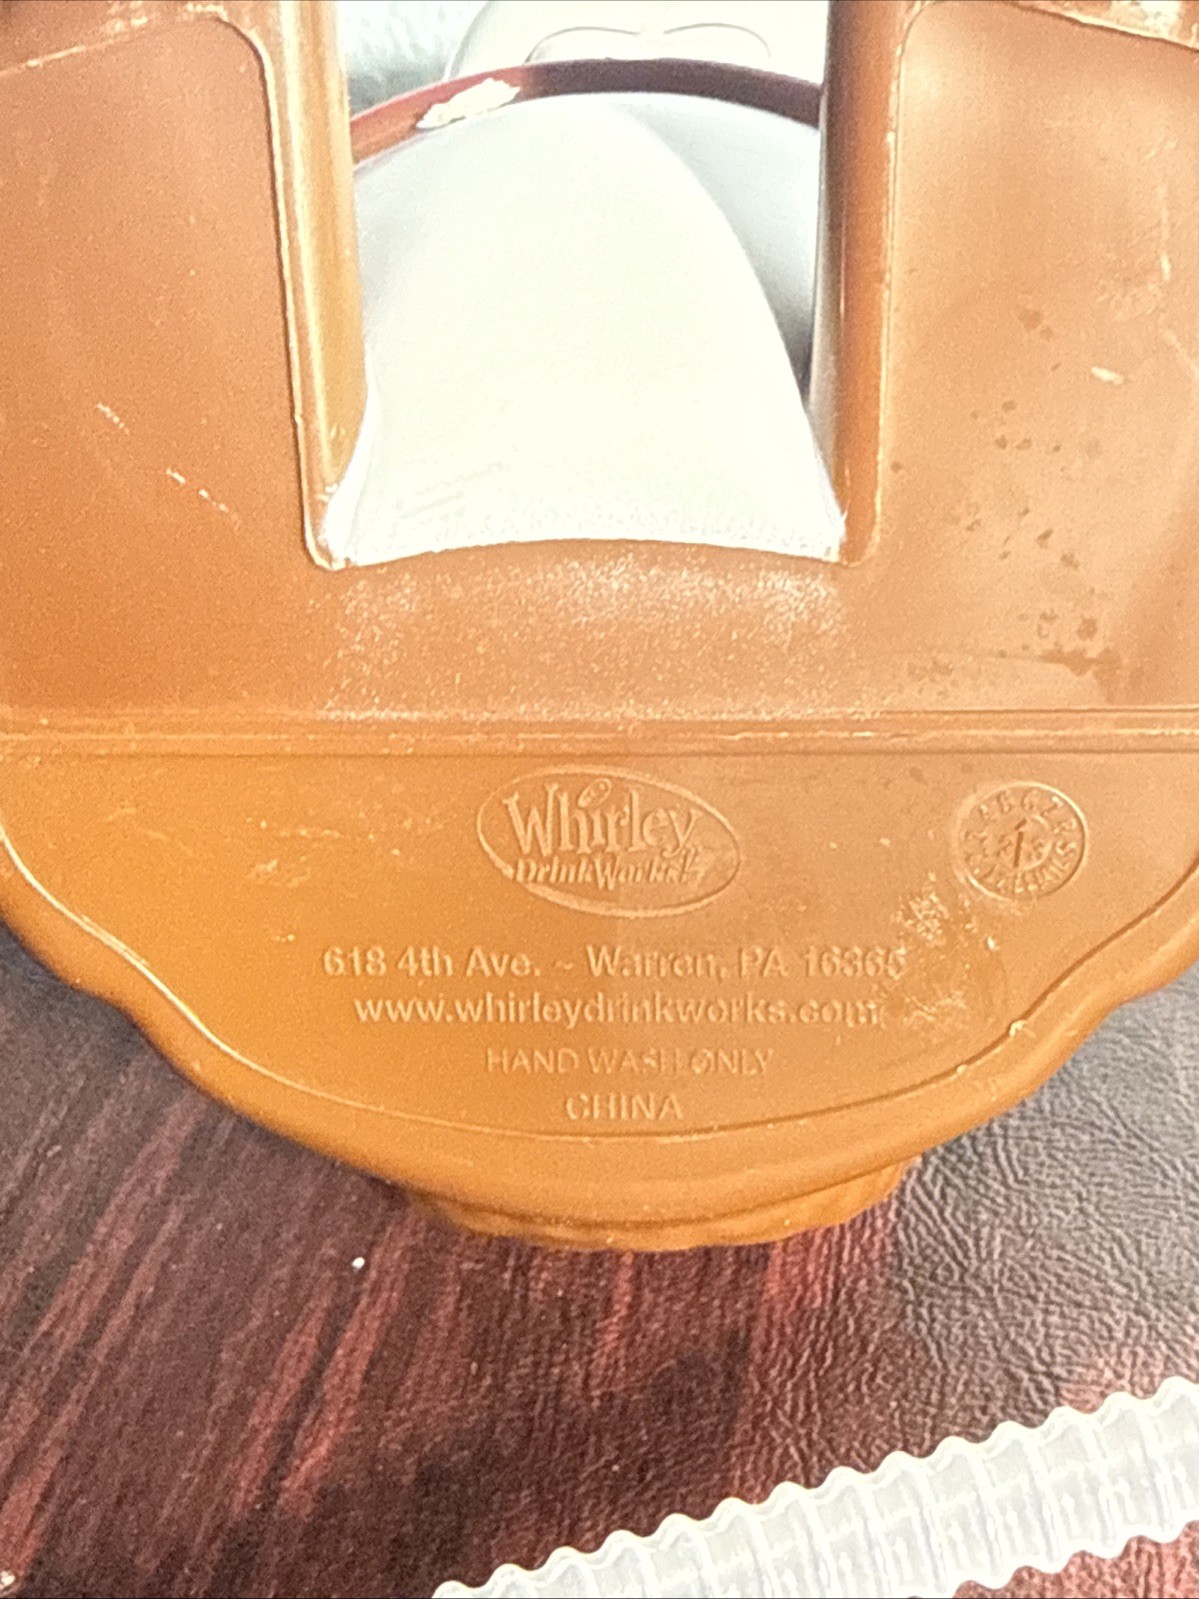 Whirley
DrinkWorks!
618 4th Ave. ~ Warren, PA 16365
www.whirleydrinkworks.com
HAND WASH ONLY
CHINA